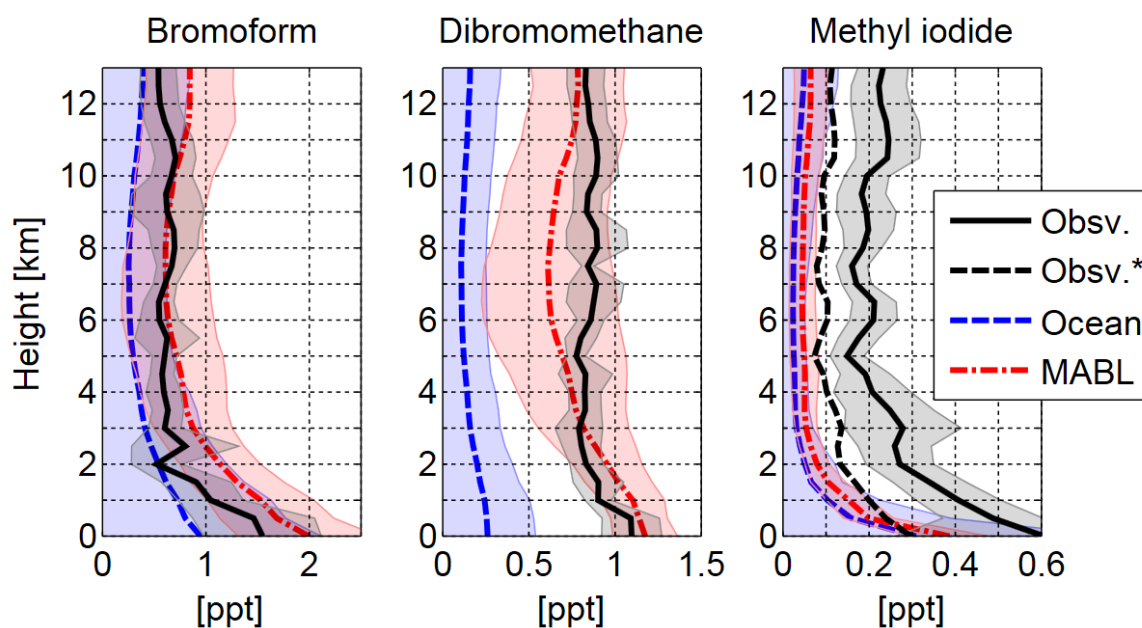 Bromoform Dibromomethane Methyl iodide
12 12 12
10 10 10
8 8 8
6 6 6
4 4 4
2 2 2
0 0 0
0 1 2 0 0.5 1 1.5 0 0.2 0.4 0.6
[ppt] [ppt] [ppt]
Height [km]
Obsv.
Obsv.*
Ocean
MABL